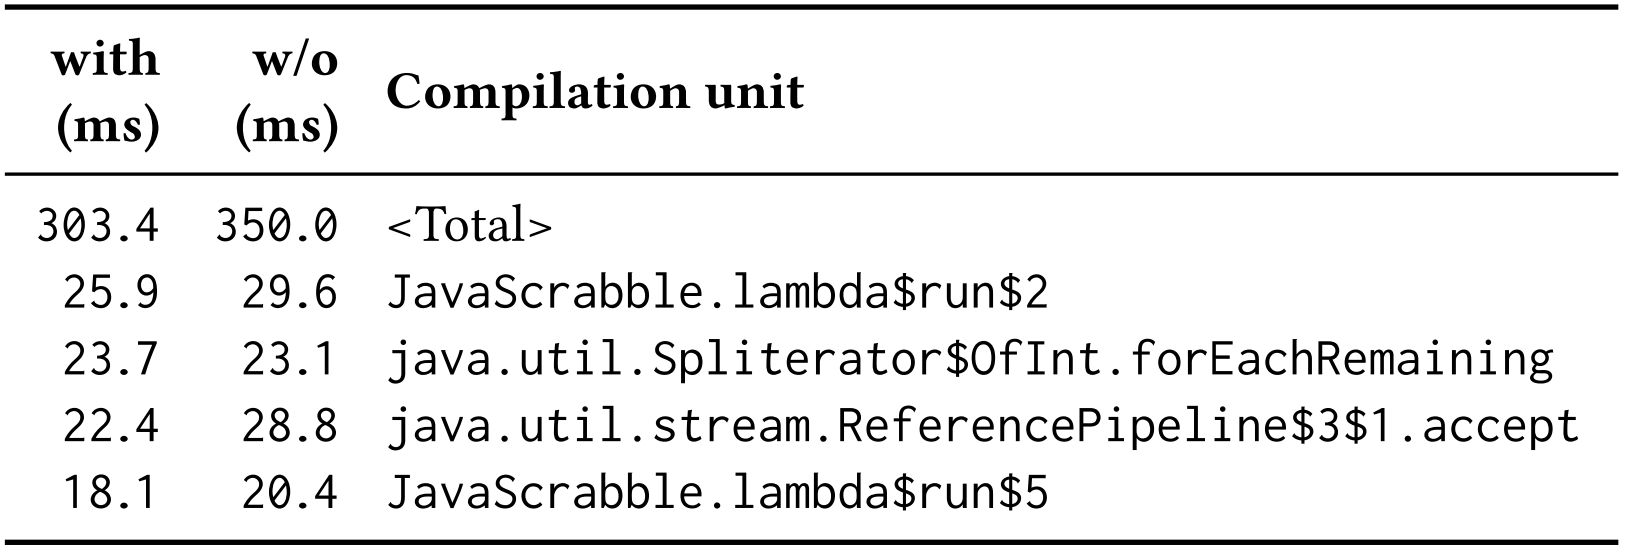 with w/o Compilation unit
(ms) (ms)
303.4 350.0 <Total>
25.9 29.6 JavaScrabble.lambda$run$2
23.7 23.1 java.util.Spliterator$OfInt.forEachRemaining
22.4 28.8 java.util.stream.ReferencePipeline$3$1.accept
18.1 20.4 JavaScrabble.lambda$run$5